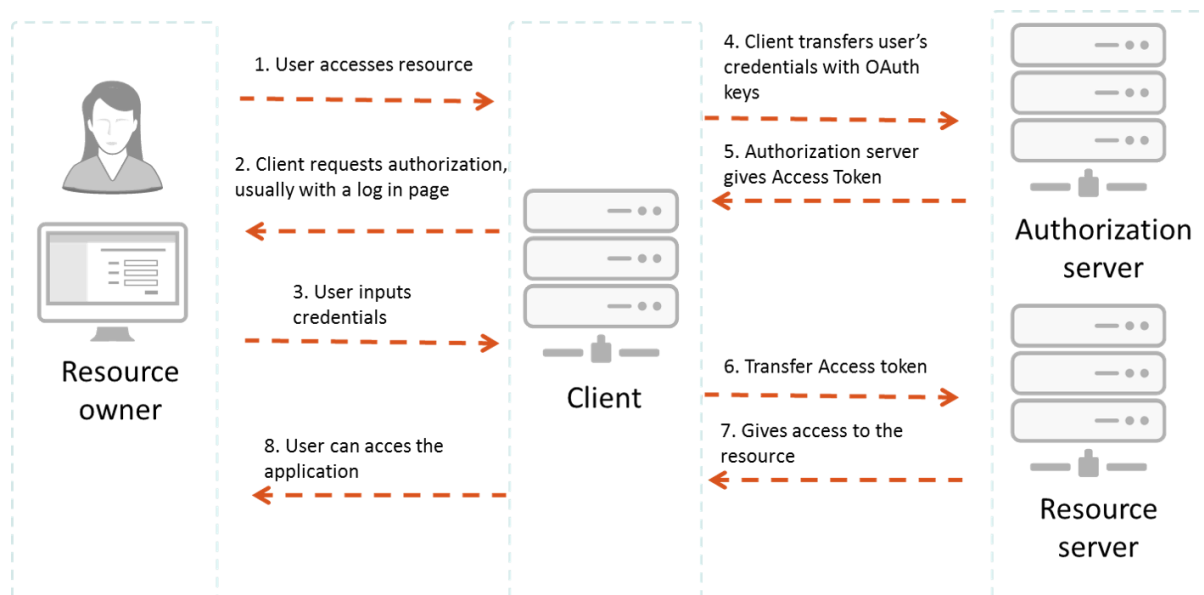 1. User accesses resource
2. Client requests authorization,
usually with a log in page
3. User inputs
credentials
4. Client transfers user’s
credentials with OAuth
keys
5. Authorization server
gives Access Token
6. Transfer Access token
7. Gives access to the
resource
8. User can acces the
application
Resource
owner
Client
Authorization
server
Resource
server